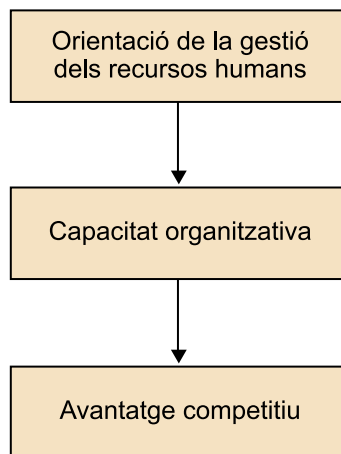 Orientació de la gestió
dels recursos humans
Capacitat organitzativa
Avantatge competitiu